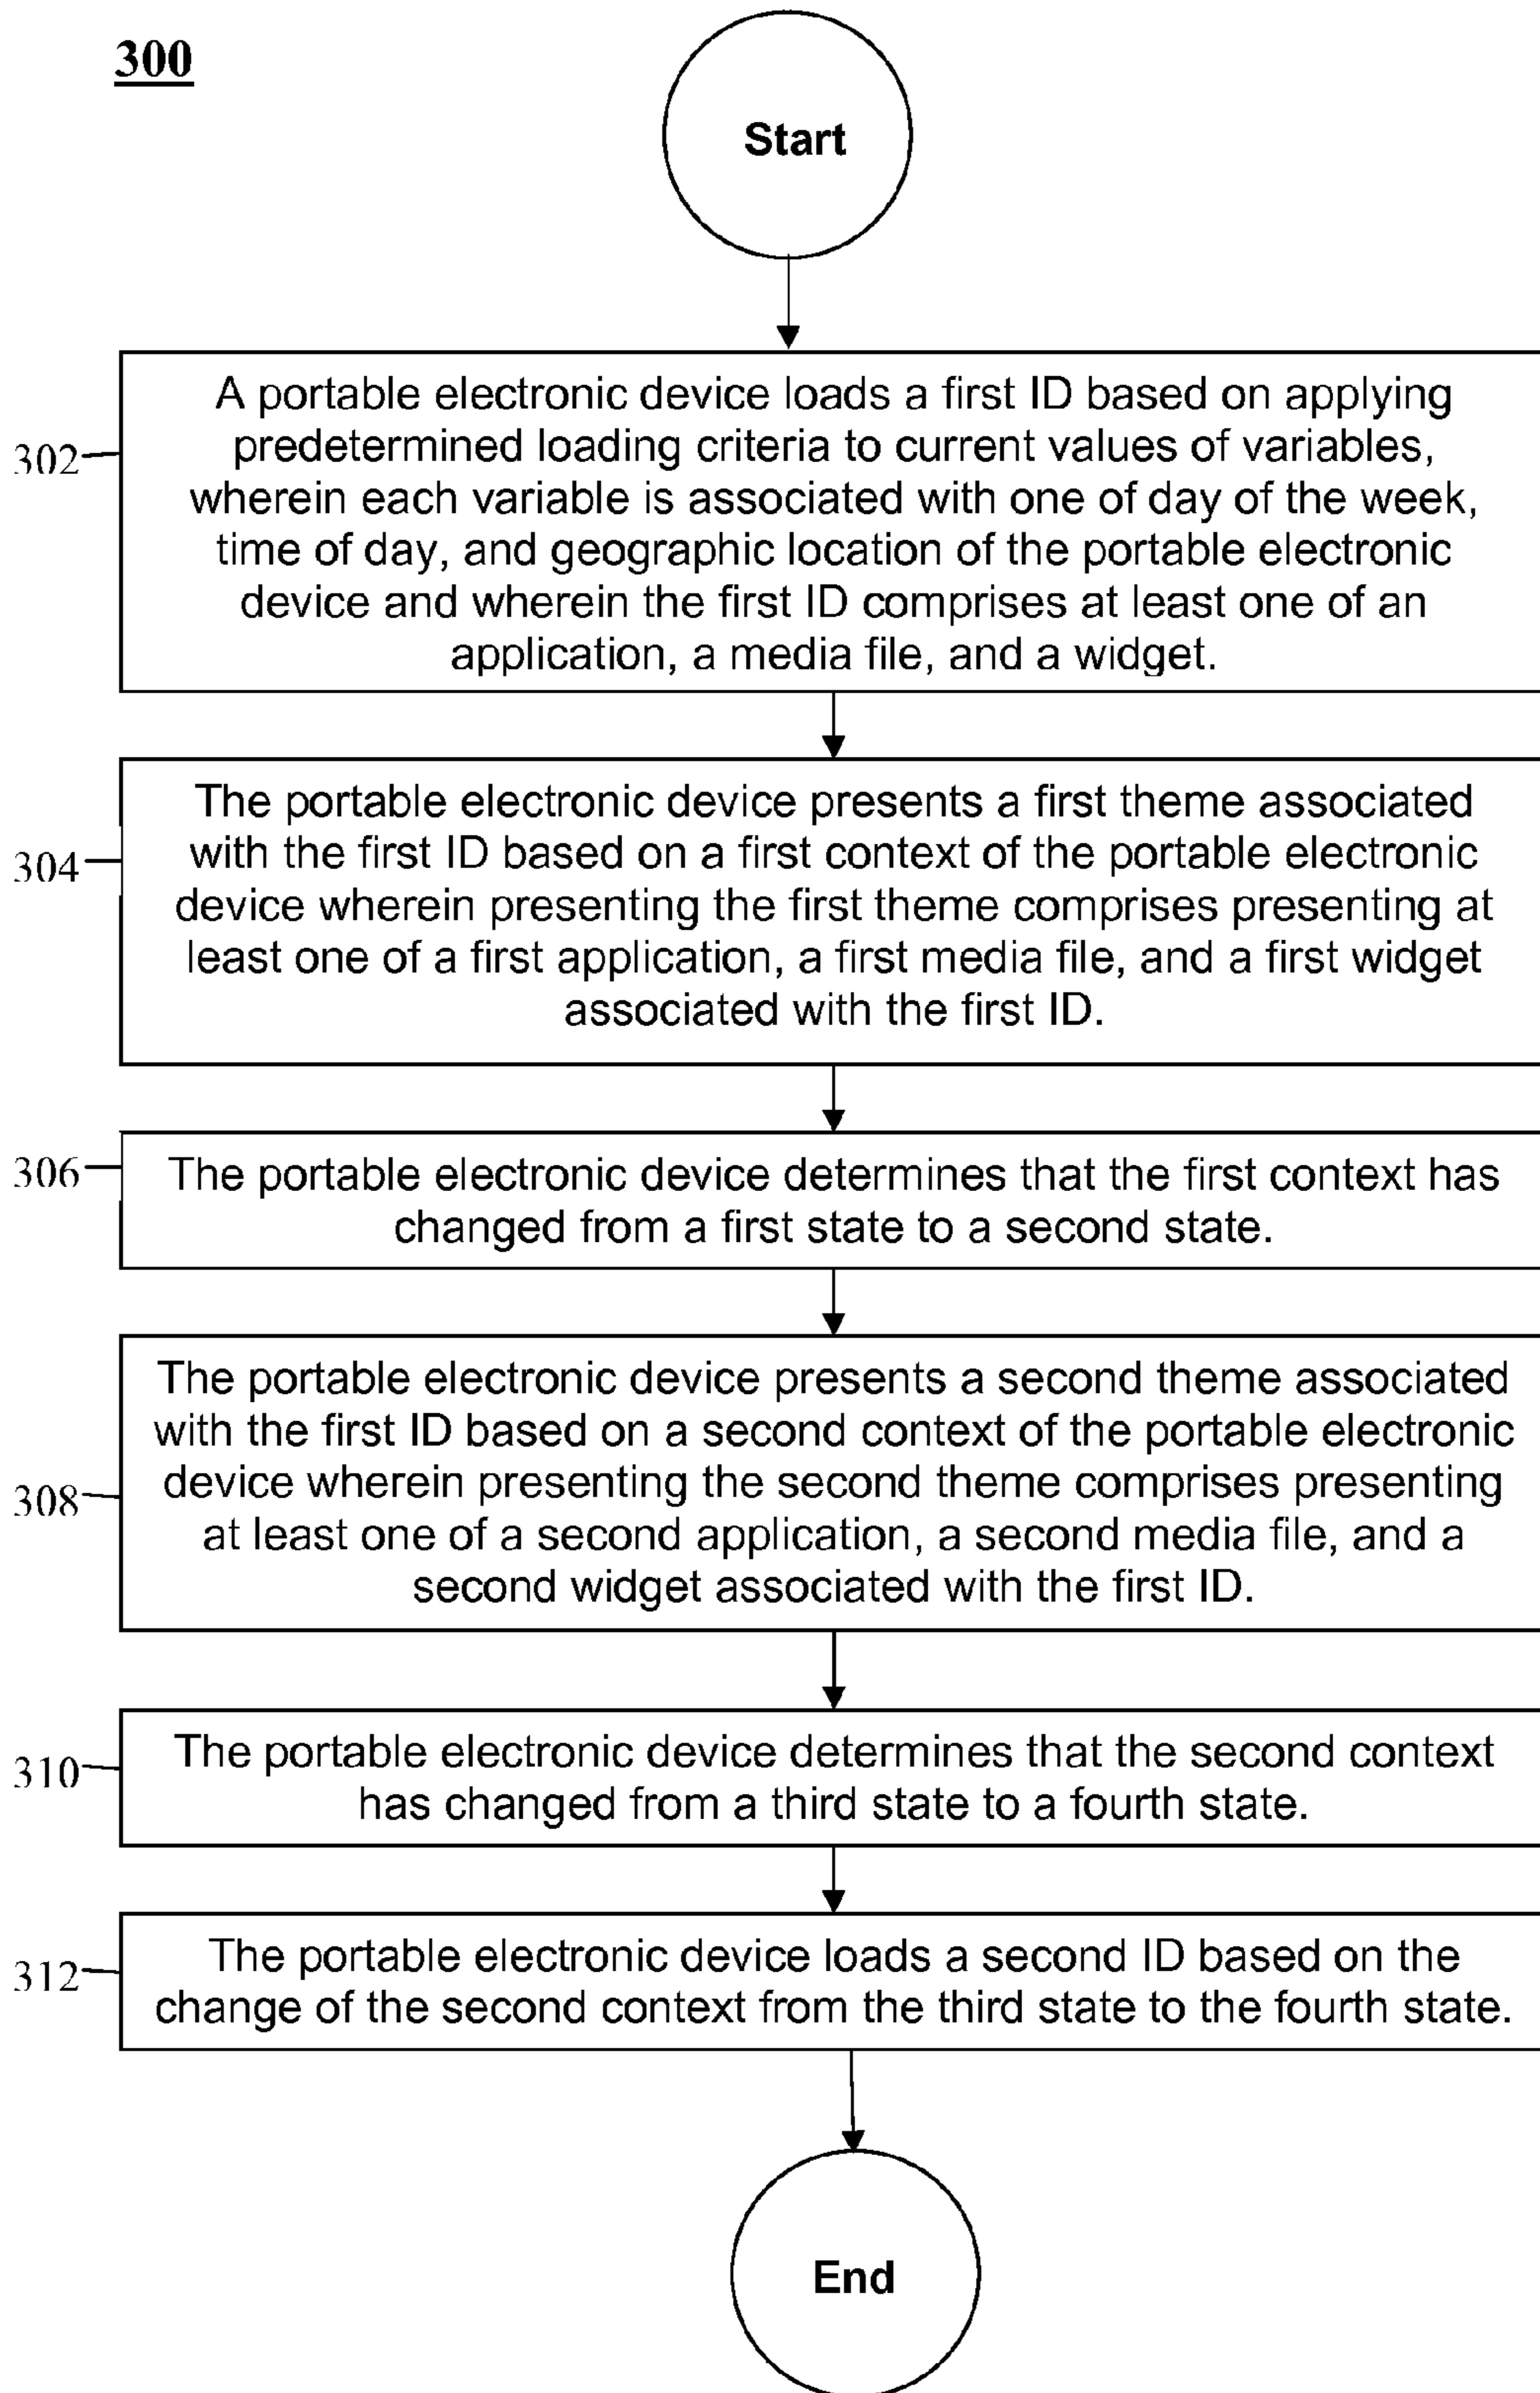 300
Start
302
A portable electronic device loads a first ID based on applying
predetermined loading criteria to current values of variables,
wherein each variable is associated with one of day of the week,
time of day, and geographic location of the portable electronic
device and wherein the first ID comprises at least one of an
application, a media file, and a widget.
304
The portable electronic device presents a first theme associated
with the first ID based on a first context of the portable electronic
device wherein presenting the first theme comprises presenting at
least one of a first application, a first media file, and a first widget
associated with the first ID.
306
The portable electronic device determines that the first context has
changed from a first state to a second state.
308
The portable electronic device presents a second theme associated
with the first ID based on a second context of the portable electronic
device wherein presenting the second theme comprises presenting
at least one of a second application, a second media file, and a
second widget associated with the first ID.
310
The portable electronic device determines that the second context
has changed from a third state to a fourth state.
312
The portable electronic device loads a second ID based on the
change of the second context from the third state to the fourth state.
End